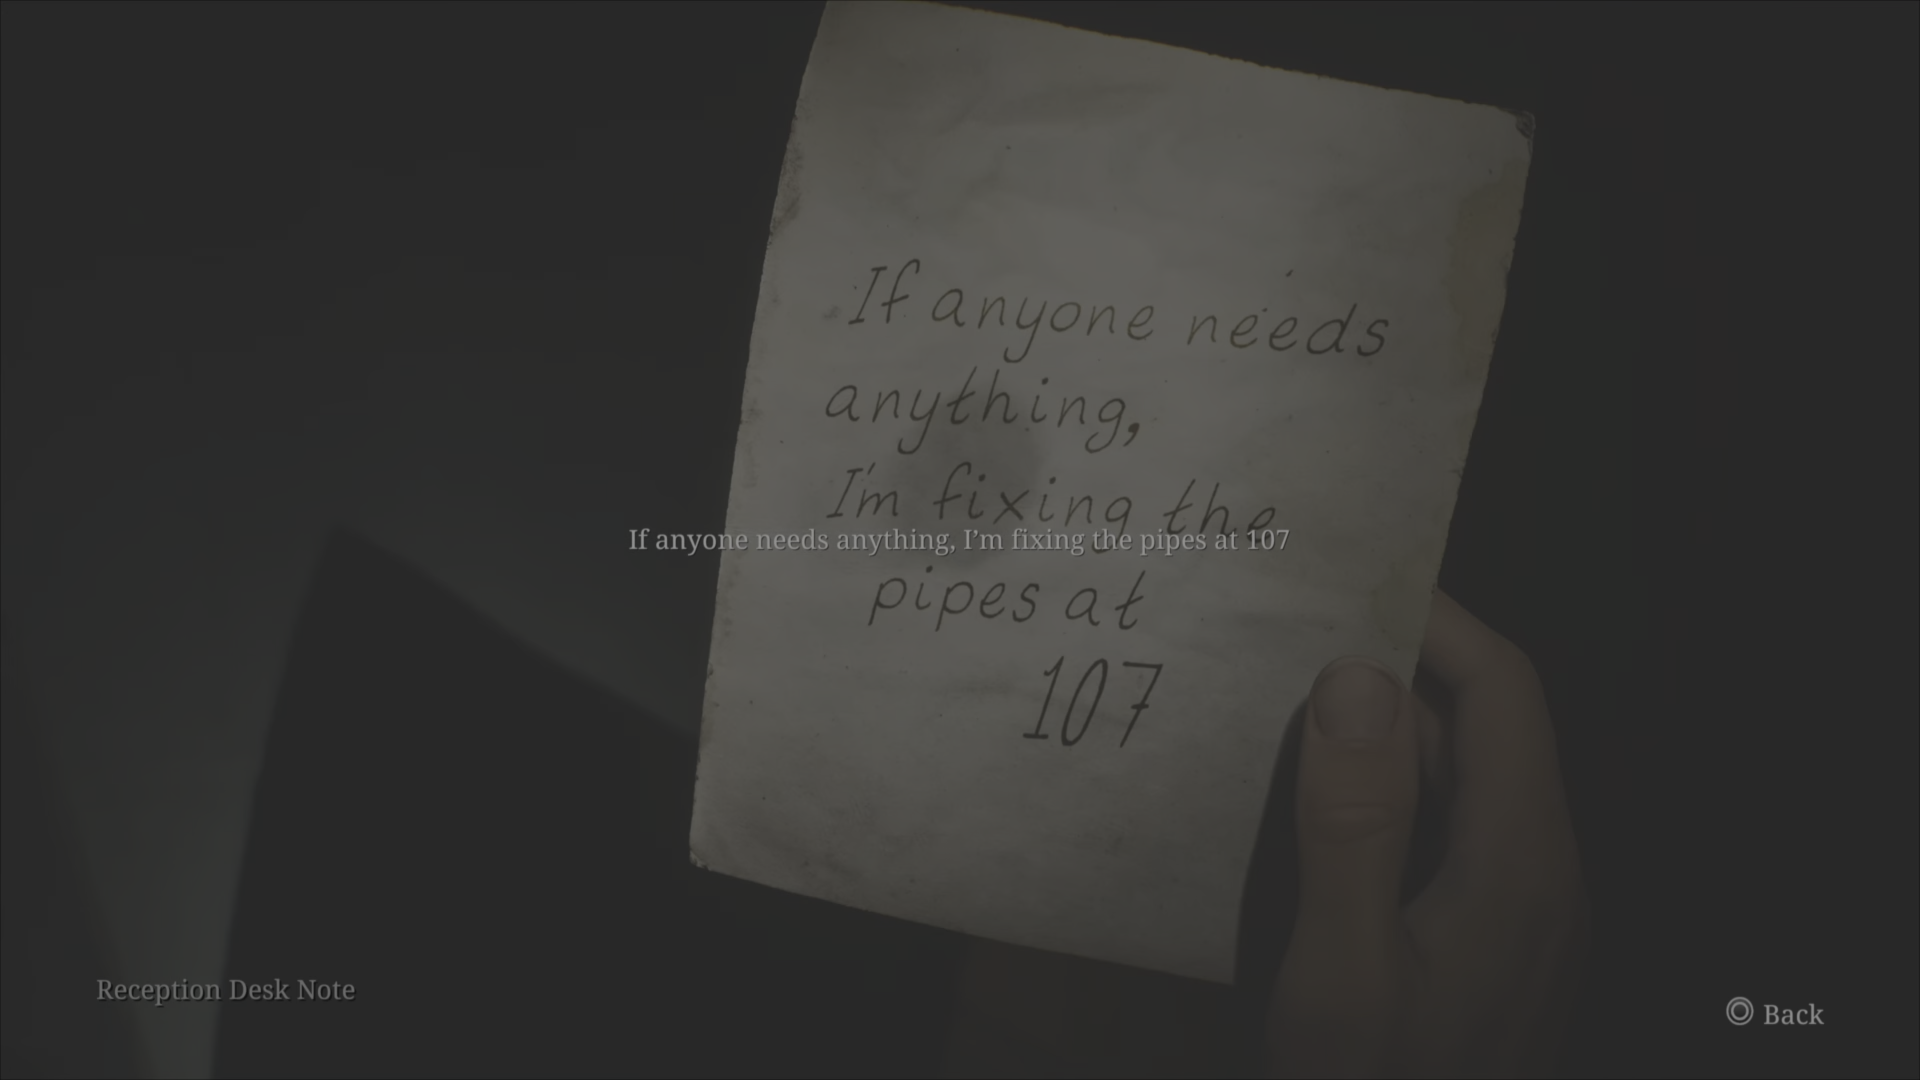 If anyone needs
anything,
I'm fixing the
If anyone needs anything, I’m fixing the pipes at 107
pipes at
107
Reception Desk Note
Back